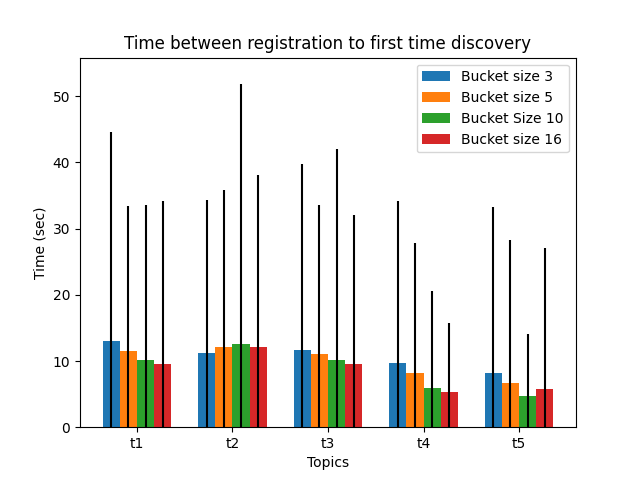 Time between registration to first time discovery
Bucket size 3
Bucket size 5
Bucket Size 10
Bucket size 16
Time (sec)
50
40
30
20
10
0
t1 t2 t3 t4 t5
Topics